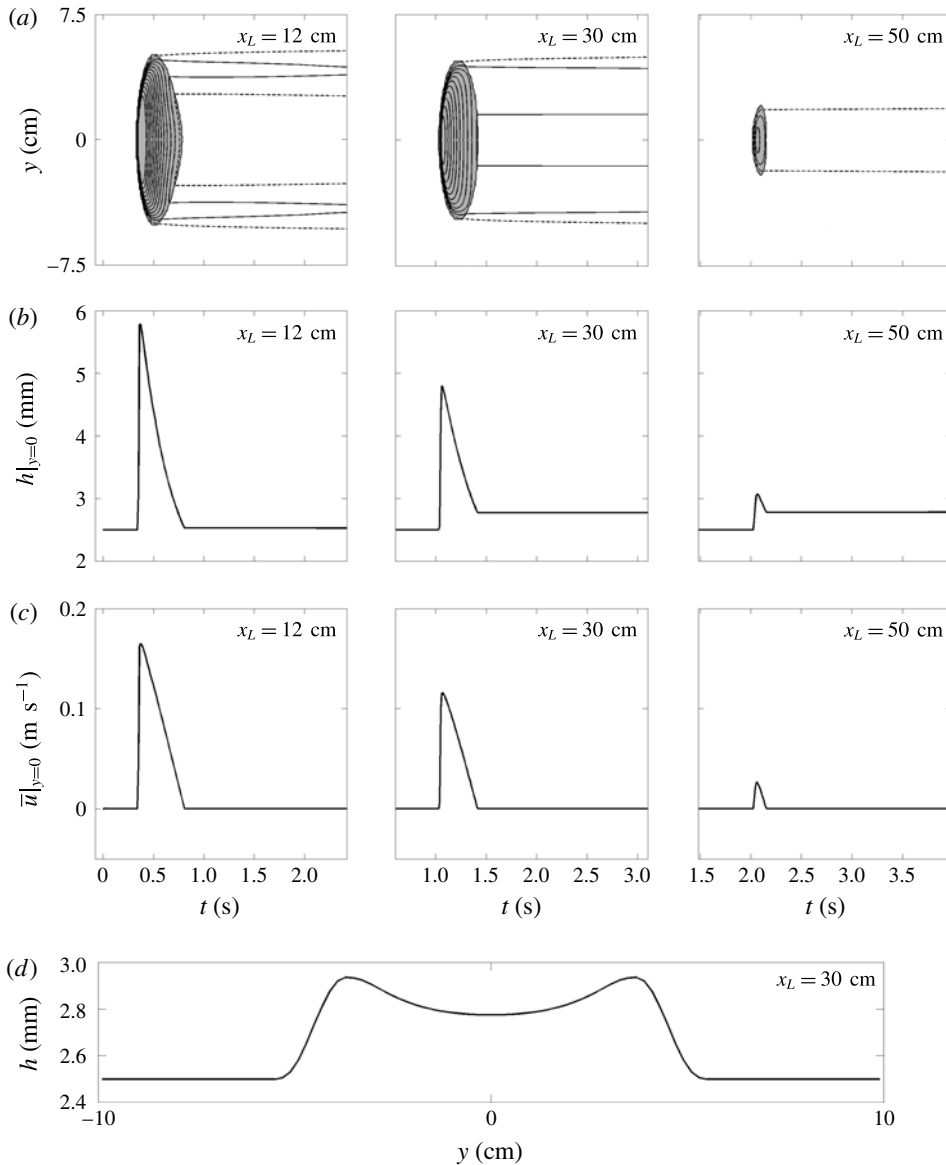 (a)
7.5
0
−7.5
y (cm)
x_L = 12 cm
x_L = 30 cm
x_L = 50 cm
(b)
6
5
4
3
2
h|_{y=0} (mm)
x_L = 12 cm
x_L = 30 cm
x_L = 50 cm
(c)
0.2
0.1
0
u̅|_{y=0} (m s^{−1})
x_L = 12 cm
x_L = 30 cm
x_L = 50 cm
0 0.5 1.0 1.5 2.0
1.0 1.5 2.0 2.5 3.0
1.5 2.0 2.5 3.0 3.5
t (s)
t (s)
t (s)
(d)
3.0
2.8
2.6
2.4
h (mm)
x_L = 30 cm
−10 0 10
y (cm)